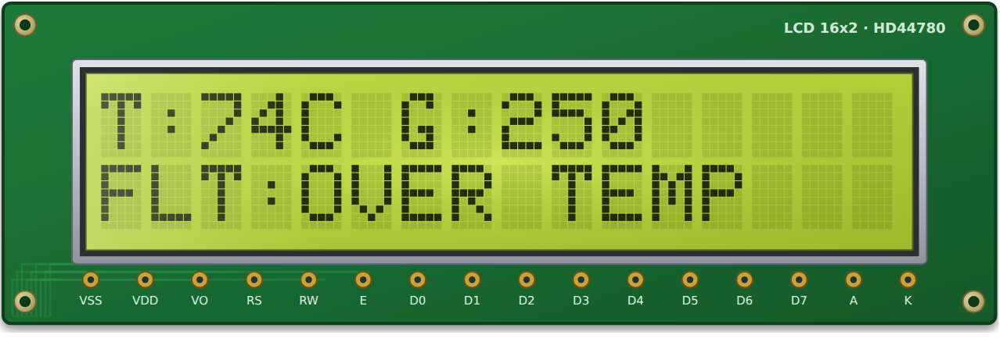 LCD 16x2 · HD44780
T:74C G:250
FLT:OVER TEMP
VSS VDD VO RS RW E D0 D1 D2 D3 D4 D5 D6 D7 A K